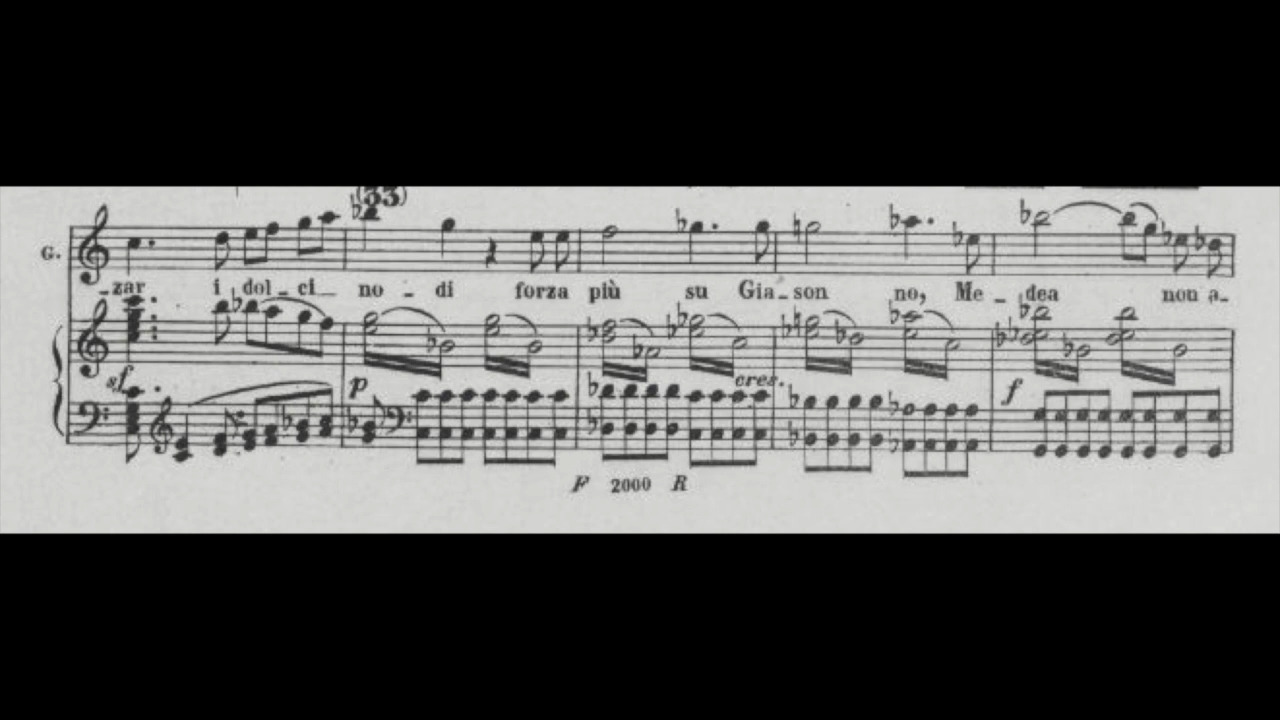 (33)
G.
-zar i dol - ci no - di forza più su Gia-son no, Me - dea non a-
sf p cres. f
F 2000 R